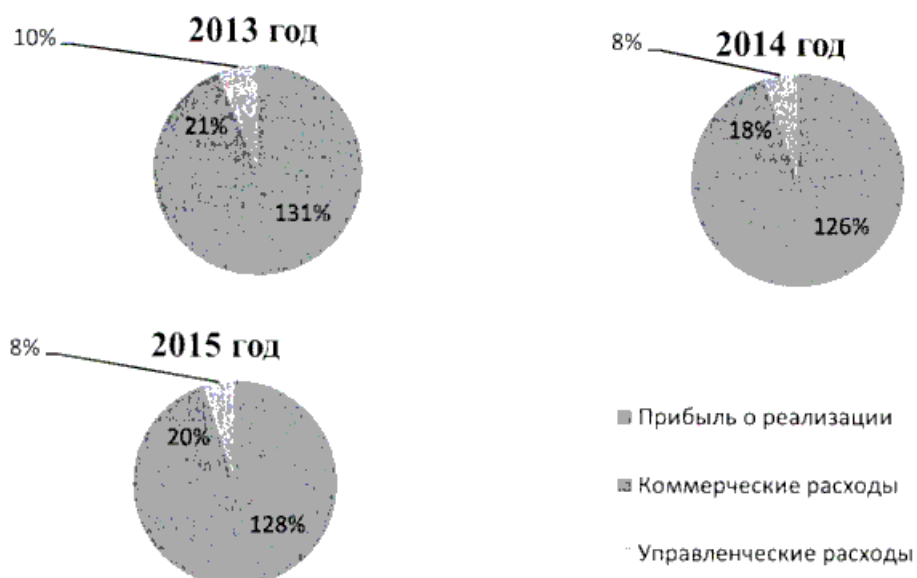 2013 год
10%
21%
131%
2014 год
8%
18%
126%
2015 год
8%
20%
128%
Прибыль о реализации
Коммерческие расходы
Управленческие расходы